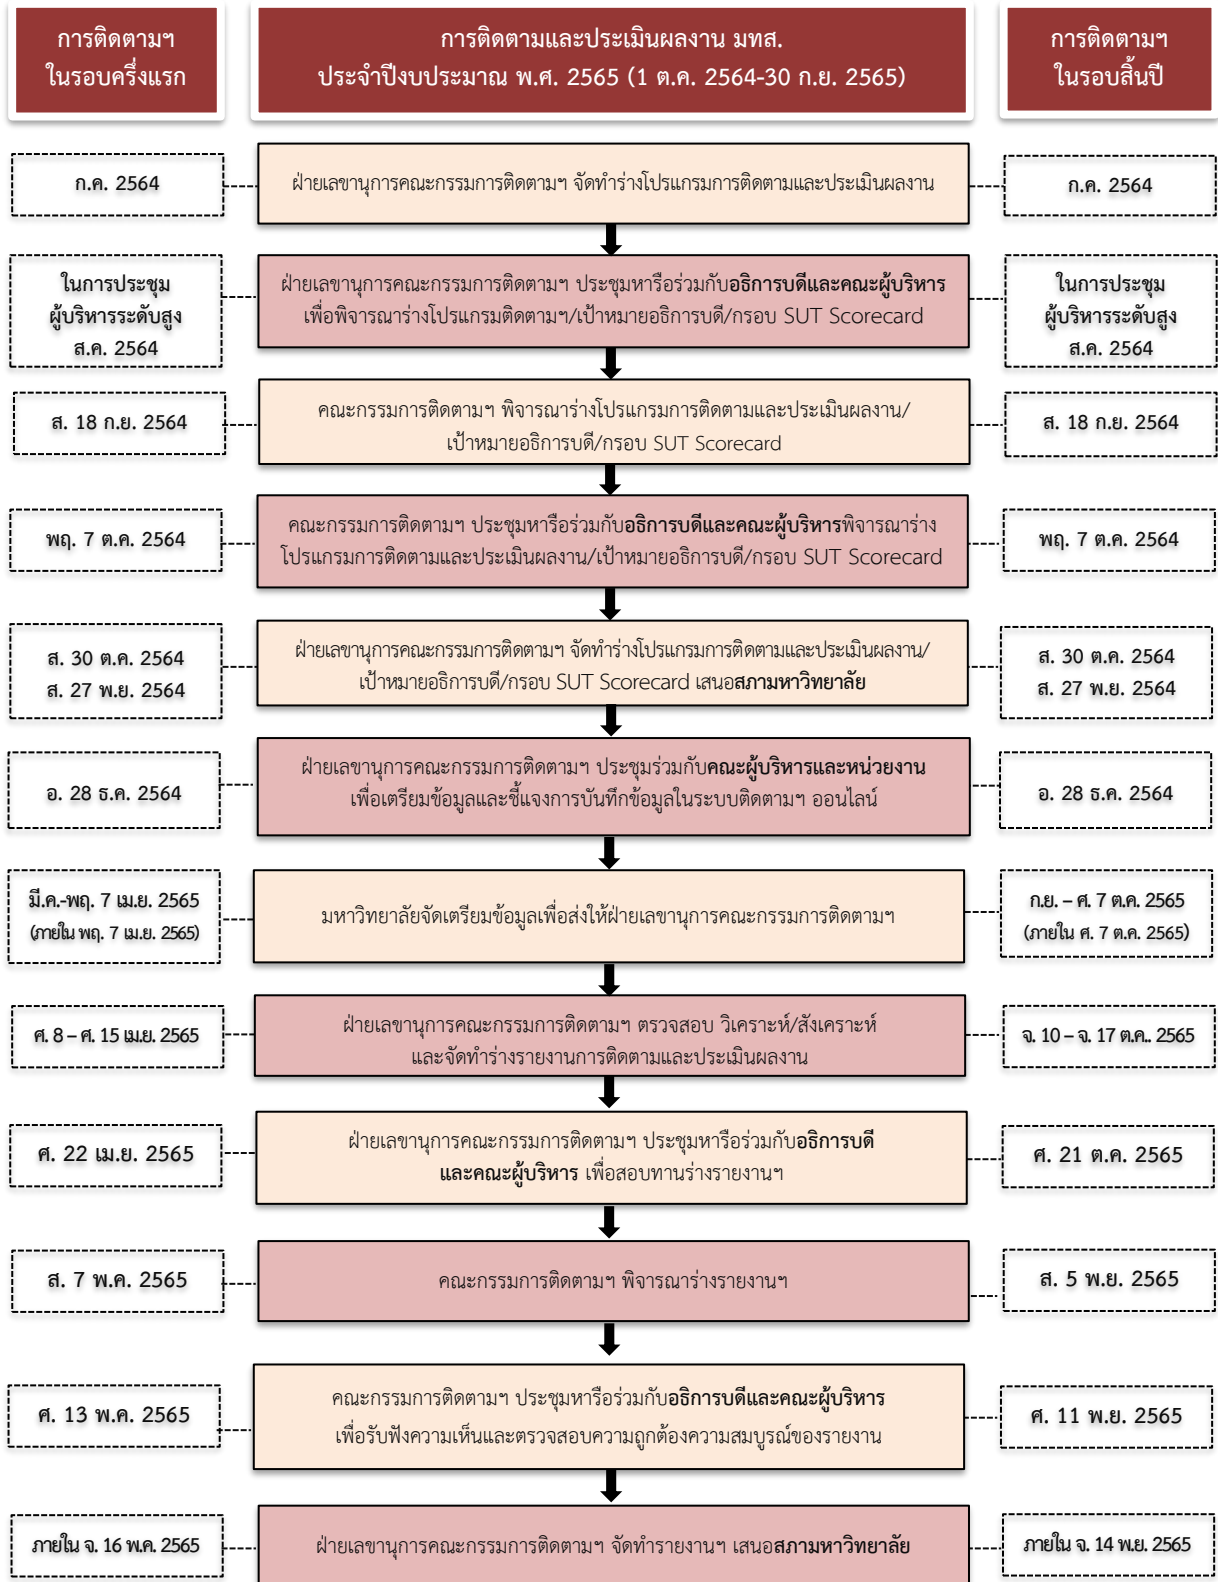 การติดตามฯ
ในรอบครึ่งแรก
การติดตามและประเมินผลงาน มทส.
ประจำปีงบประมาณ พ.ศ. 2565 (1 ต.ค. 2564-30 ก.ย. 2565)
การติดตามฯ
ในรอบสิ้นปี
ก.ค. 2564
ฝ่ายเลขานุการคณะกรรมการติดตามฯ จัดทำร่างโปรแกรมการติดตามและประเมินผลงาน
ก.ค. 2564
ในการประชุม
ผู้บริหารระดับสูง
ส.ค. 2564
ฝ่ายเลขานุการคณะกรรมการติดตามฯ ประชุมหารือร่วมกับอธิการบดีและคณะผู้บริหาร
เพื่อพิจารณาร่างโปรแกรมติดตามฯ/เป้าหมายอธิการบดี/กรอบ SUT Scorecard
ในการประชุม
ผู้บริหารระดับสูง
ส.ค. 2564
ส. 18 ก.ย. 2564
คณะกรรมการติดตามฯ พิจารณาร่างโปรแกรมการติดตามและประเมินผลงาน/
เป้าหมายอธิการบดี/กรอบ SUT Scorecard
ส. 18 ก.ย. 2564
พฤ. 7 ต.ค. 2564
คณะกรรมการติดตามฯ ประชุมหารือร่วมกับอธิการบดีและคณะผู้บริหารพิจารณาร่าง
โปรแกรมการติดตามและประเมินผลงาน/เป้าหมายอธิการบดี/กรอบ SUT Scorecard
พฤ. 7 ต.ค. 2564
ส. 30 ต.ค. 2564
ส. 27 พ.ย. 2564
ฝ่ายเลขานุการคณะกรรมการติดตามฯ จัดทำร่างโปรแกรมการติดตามและประเมินผลงาน/
เป้าหมายอธิการบดี/กรอบ SUT Scorecard เสนอสภามหาวิทยาลัย
ส. 30 ต.ค. 2564
ส. 27 พ.ย. 2564
อ. 28 ธ.ค. 2564
ฝ่ายเลขานุการคณะกรรมการติดตามฯ ประชุมร่วมกับคณะผู้บริหารและหน่วยงาน
เพื่อเตรียมข้อมูลและชี้แจงการบันทึกข้อมูลในระบบติดตามฯ ออนไลน์
อ. 28 ธ.ค. 2564
มี.ค.-พฤ. 7 เม.ย. 2565
(ภายใน พฤ. 7 เม.ย. 2565)
มหาวิทยาลัยจัดเตรียมข้อมูลเพื่อส่งให้ฝ่ายเลขานุการคณะกรรมการติดตามฯ
ก.ย. – ศ. 7 ต.ค. 2565
(ภายใน ศ. 7 ต.ค. 2565)
ศ. 8 – ศ. 15 เม.ย. 2565
ฝ่ายเลขานุการคณะกรรมการติดตามฯ ตรวจสอบ วิเคราะห์/สังเคราะห์
และจัดทำร่างรายงานการติดตามและประเมินผลงาน
จ. 10 – จ. 17 ต.ค.. 2565
ศ. 22 เม.ย. 2565
ฝ่ายเลขานุการคณะกรรมการติดตามฯ ประชุมหารือร่วมกับอธิการบดี
และคณะผู้บริหาร เพื่อสอบทานร่างรายงานฯ
ศ. 21 ต.ค. 2565
ส. 7 พ.ค. 2565
คณะกรรมการติดตามฯ พิจารณาร่างรายงานฯ
ส. 5 พ.ย. 2565
ศ. 13 พ.ค. 2565
คณะกรรมการติดตามฯ ประชุมหารือร่วมกับอธิการบดีและคณะผู้บริหาร
เพื่อรับฟังความเห็นและตรวจสอบความถูกต้องความสมบูรณ์ของรายงาน
ศ. 11 พ.ย. 2565
ภายใน จ. 16 พ.ค. 2565
ฝ่ายเลขานุการคณะกรรมการติดตามฯ จัดทำรายงานฯ เสนอสภามหาวิทยาลัย
ภายใน จ. 14 พ.ย. 2565